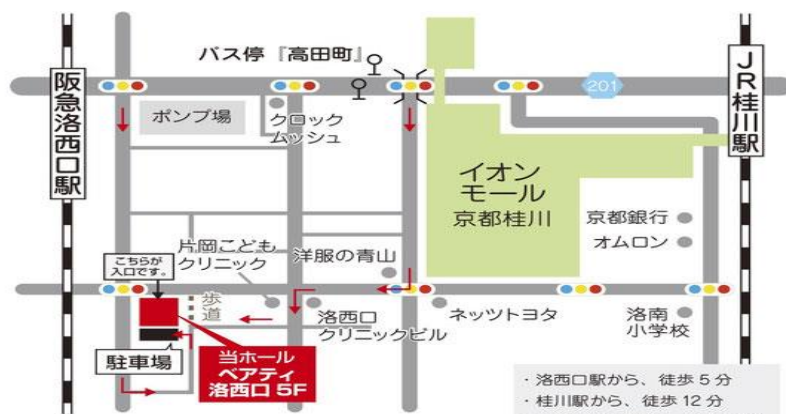 バス停『高田町』
JR桂川駅
阪急洛西口駅
201
ポンプ場
クロック
ムッシュ
イオン
モール
京都桂川
京都銀行
オムロン
片岡こども
クリニック
洋服の青山
こちらが
入口です。
歩道
洛西口
クリニックビル
ネッツトヨタ
洛南
小学校
駐車場
当ホール
ベアティ
洛西口 5F
・洛西口駅から、徒歩 5 分
・桂川駅から、徒歩 12 分